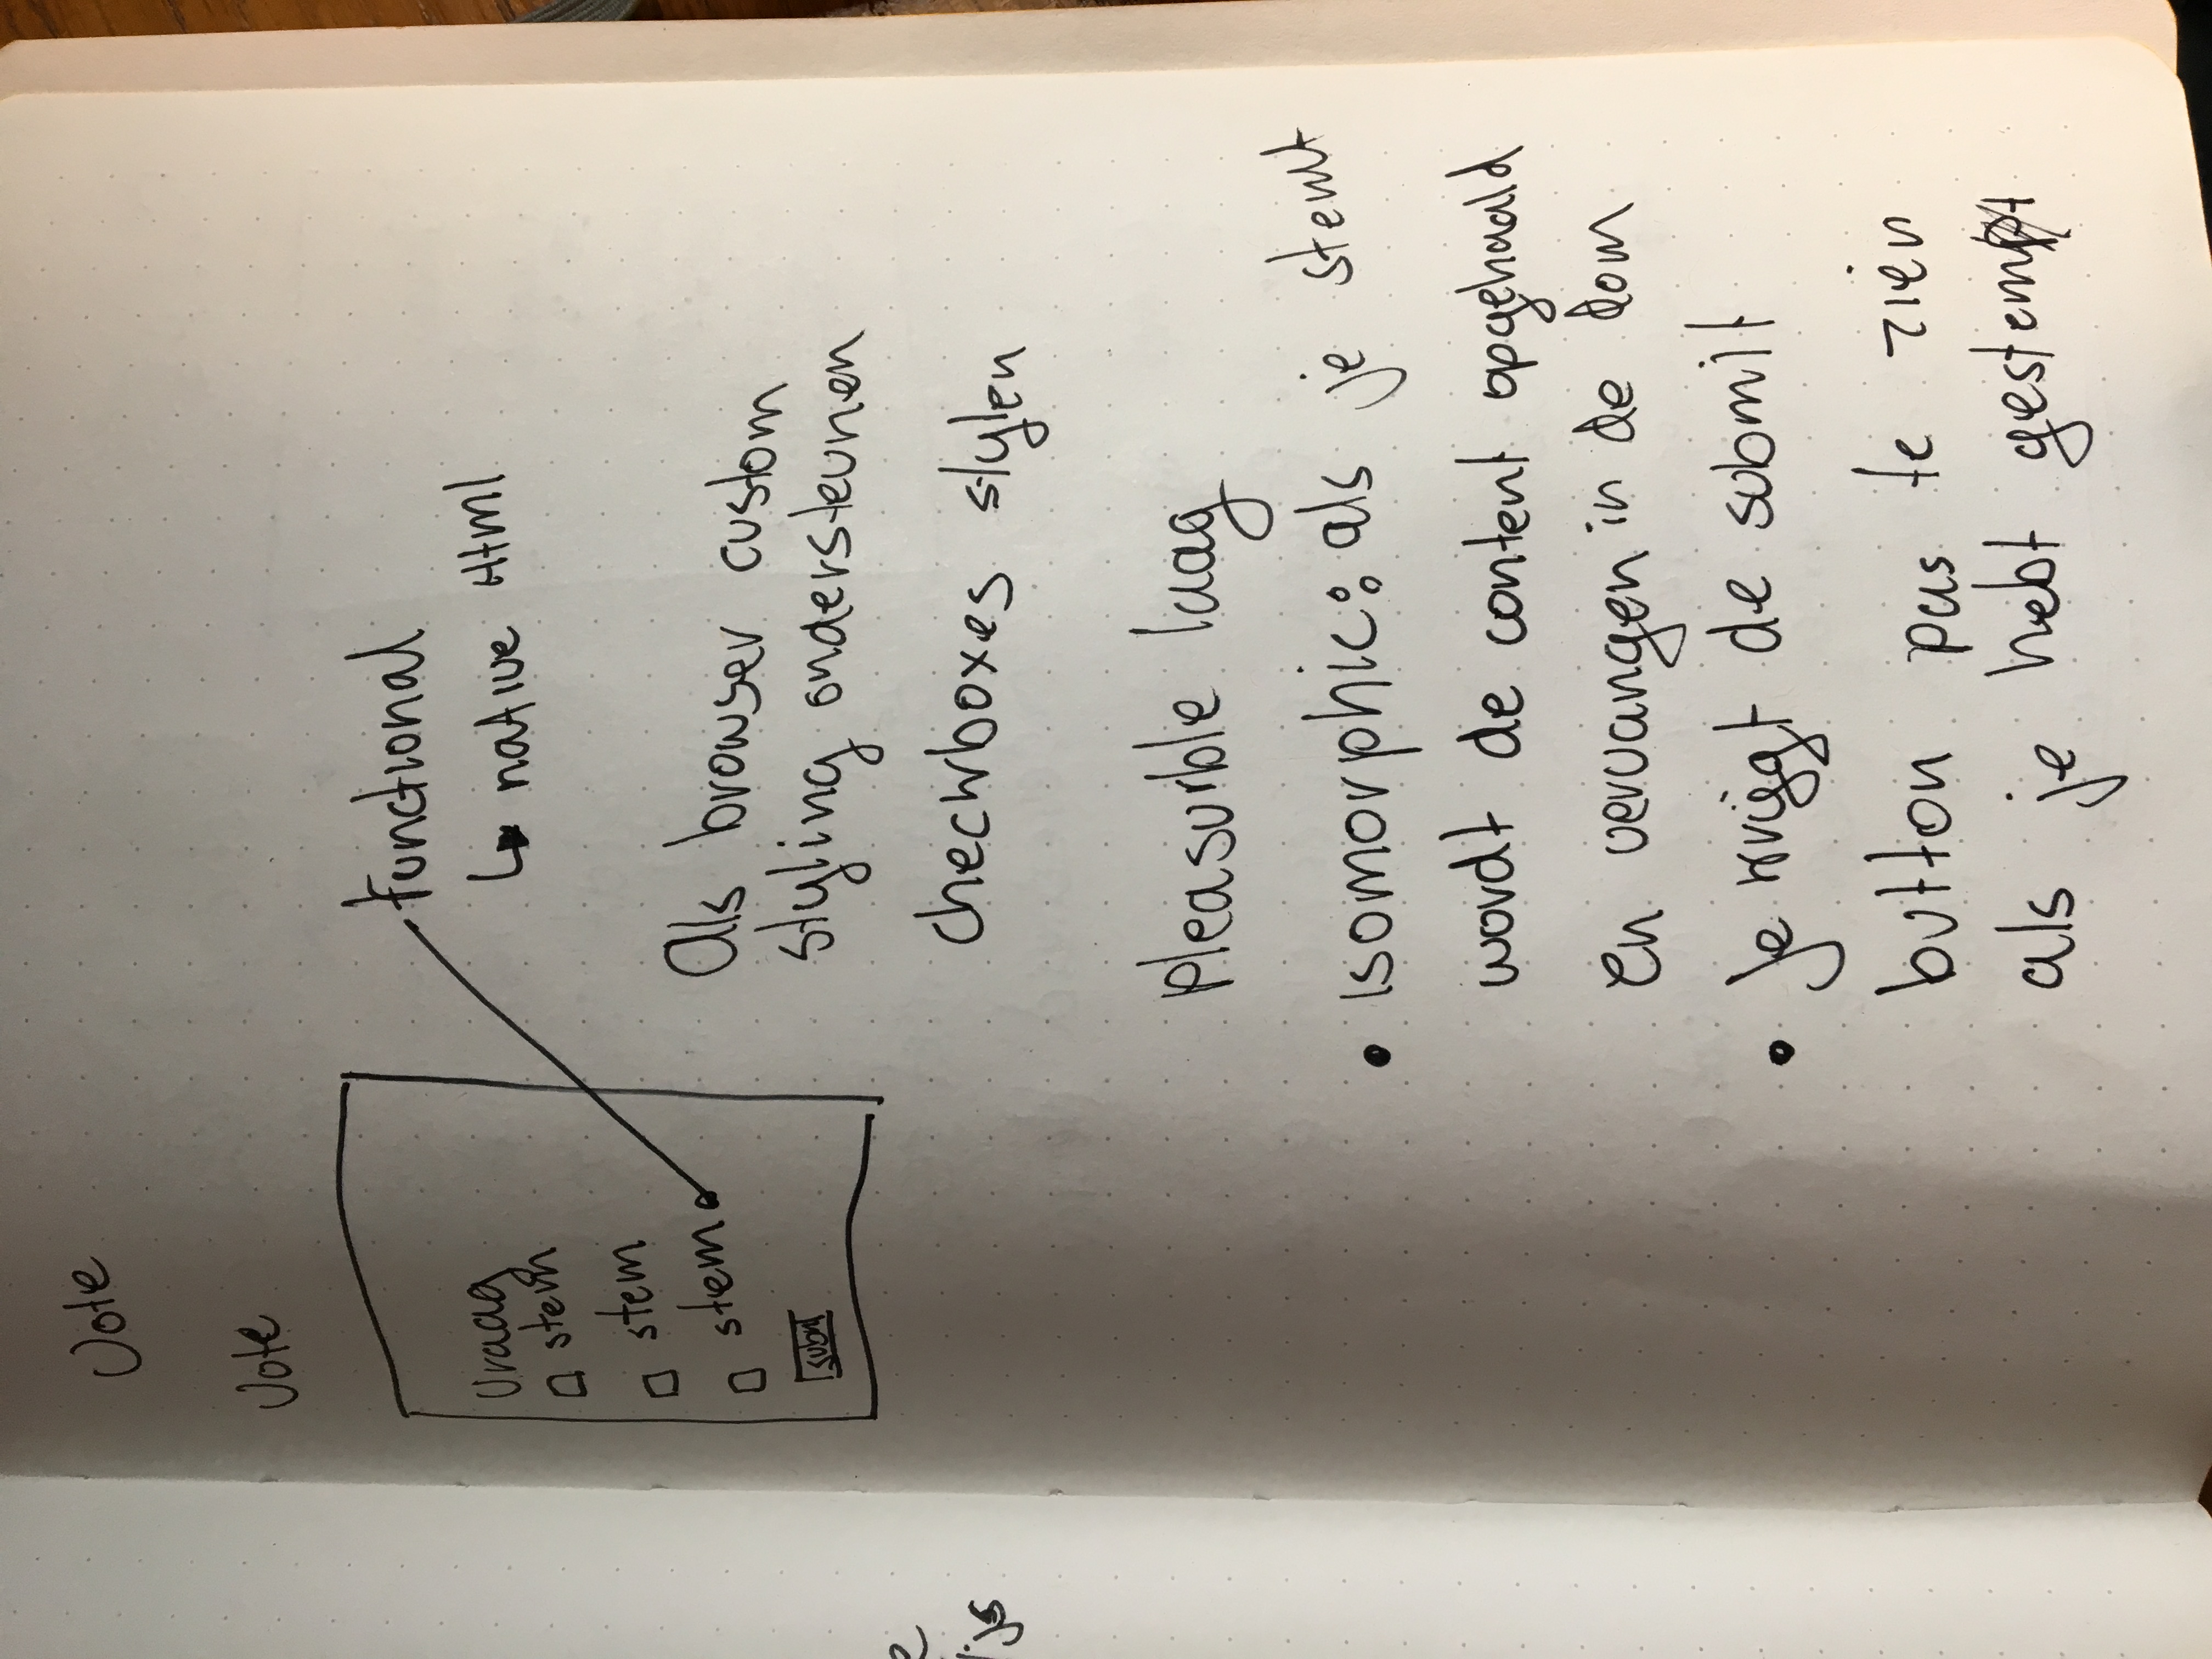 Vote
Vote
functional
↳ native Html
Vraag
□ stem
□ stem
□ stem
submit
Als browser custom
styling ondersteunen
checkboxes stylen
Pleasurble laag
• Isomorphic: als je stemt
wordt de content opgehaald
en vervangen in de dom
• Je krijgt de submit
button pas te zien
als je hebt gestemt
e
js